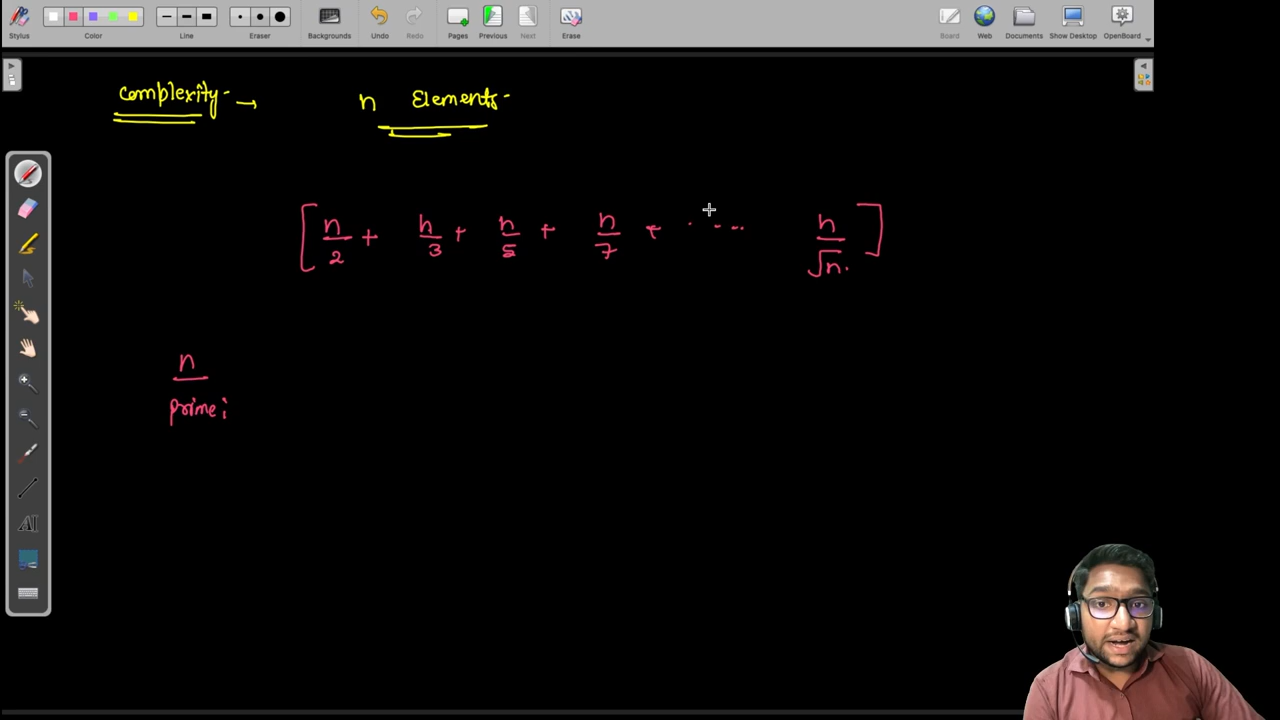 Stylus Color Line Eraser Backgrounds Undo Redo Pages Previous Next Erase Board Web Documents Show Desktop OpenBoard
Complexity → n Elements
[ n/2 + n/3 + n/5 + n/7 + ..... n/√n ]
n
prime i
AI